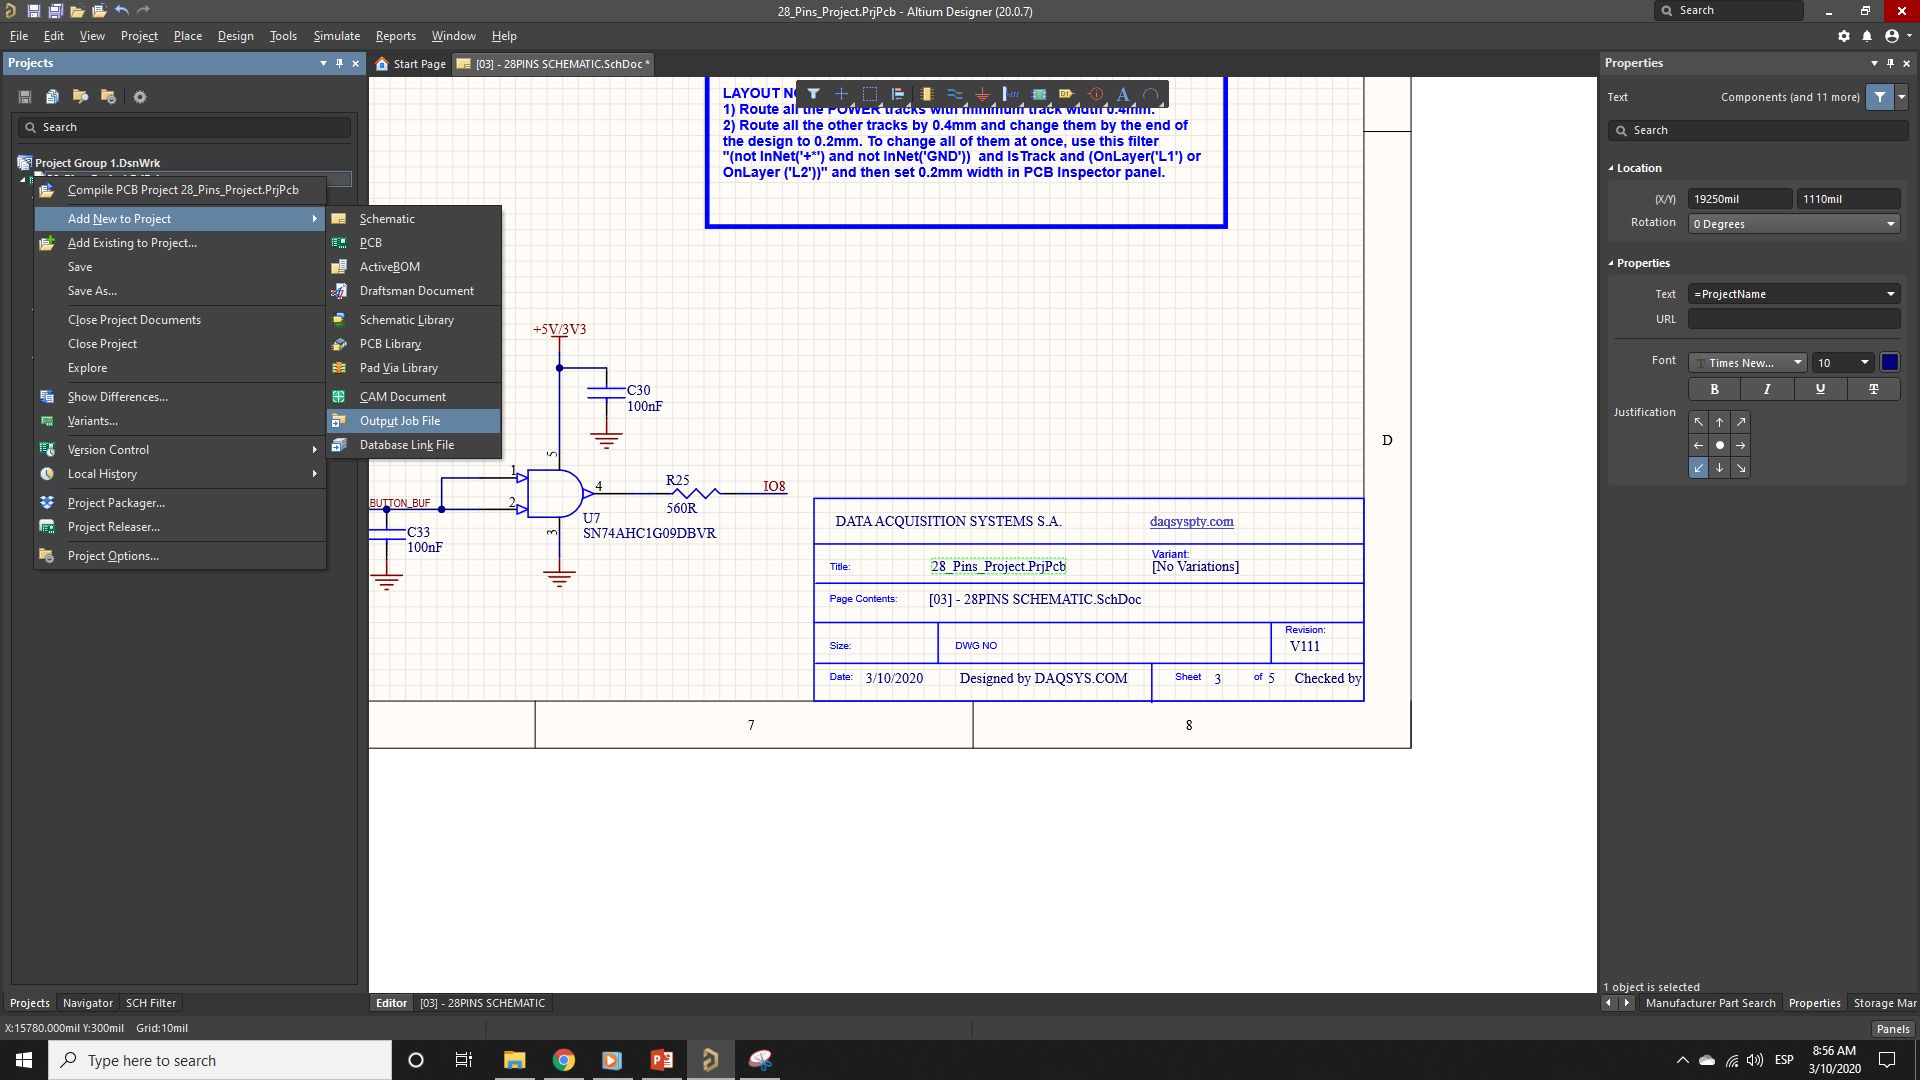 28_Pins_Project.PrjPcb - Altium Designer (20.0.7)
Search
File Edit View Project Place Design Tools Simulate Reports Window Help
Projects
Start Page
[03] - 28PINS SCHEMATIC.SchDoc *
Search
Project Group 1.DsnWrk
Compile PCB Project 28_Pins_Project.PrjPcb
Add New to Project
Add Existing to Project...
Save
Save As...
Close Project Documents
Close Project
Explore
Show Differences...
Variants...
Version Control
Local History
Project Packager...
Project Releaser...
Project Options...
Schematic
PCB
ActiveBOM
Draftsman Document
Schematic Library
PCB Library
Pad Via Library
CAM Document
Output Job File
Database Link File
LAYOUT
1) Route all the POWER tracks with minimum track width 0.4mm.
2) Route all the other tracks by 0.4mm and change them by the end of
the design to 0.2mm. To change all of them at once, use this filter
"(not InNet('+*') and not InNet('GND')) and IsTrack and (OnLayer('L1') or
OnLayer ('L2'))" and then set 0.2mm width in PCB Inspector panel.
+5V/3V3
C30
100nF
5
1
2
4
3
BUTTON_BUF
C33
100nF
U7
SN74AHC1G09DBVR
R25
560R
IO8
D
DATA ACQUISITION SYSTEMS S.A.
daqsyspty.com
Title:
28_Pins_Project.PrjPcb
Variant:
[No Variations]
Page Contents:
[03] - 28PINS SCHEMATIC.SchDoc
Size:
DWG NO
Revision:
V111
Date: 3/10/2020
Designed by DAQSYS.COM
Sheet 3 of 5
Checked by
7
8
Properties
Text
Components (and 11 more)
Search
Location
(X/Y) 19250mil 1110mil
Rotation 0 Degrees
Properties
Text =ProjectName
URL
Font T Times New... 10
B I U T
Justification
1 object is selected
Projects Navigator SCH Filter
Editor [03] - 28PINS SCHEMATIC
Manufacturer Part Search Properties Storage Mar
X:15780.000mil Y:300mil Grid:10mil
Panels
Type here to search
ESP
8:56 AM
3/10/2020